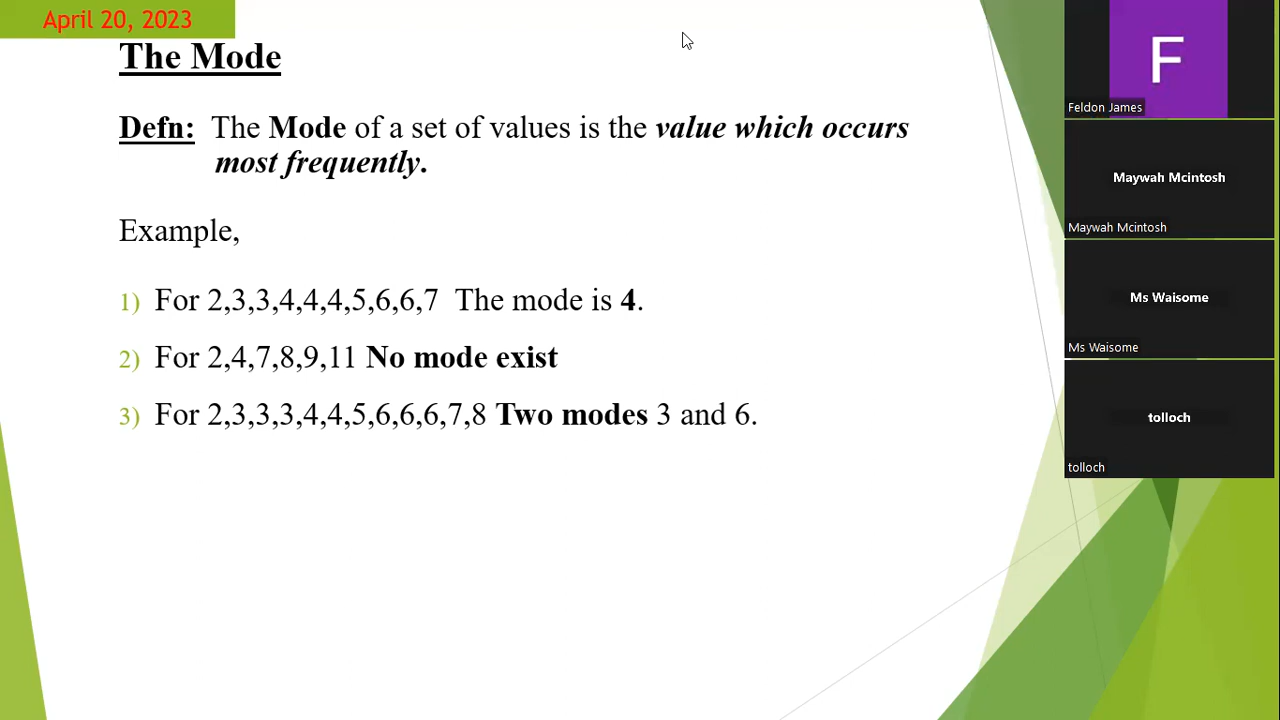 April 20, 2023
The Mode
Defn: The Mode of a set of values is the value which occurs
most frequently.
Example,
1) For 2,3,3,4,4,4,5,6,6,7 The mode is 4.
2) For 2,4,7,8,9,11 No mode exist
3) For 2,3,3,3,4,4,5,6,6,6,7,8 Two modes 3 and 6.
F
Feldon James
Maywah Mcintosh
Maywah Mcintosh
Ms Waisome
Ms Waisome
tolloch
tolloch